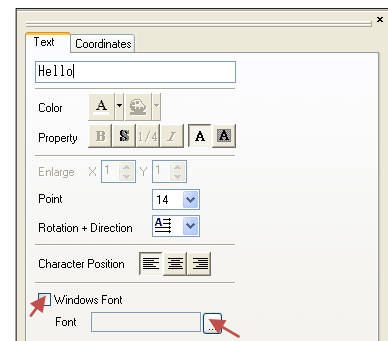 Text Coordinates
Hello
Color A
Property B S 1/4 I A A
Enlarge X 1 Y 1
Point 14
Rotation + Direction A
Character Position
Windows Font
Font ...